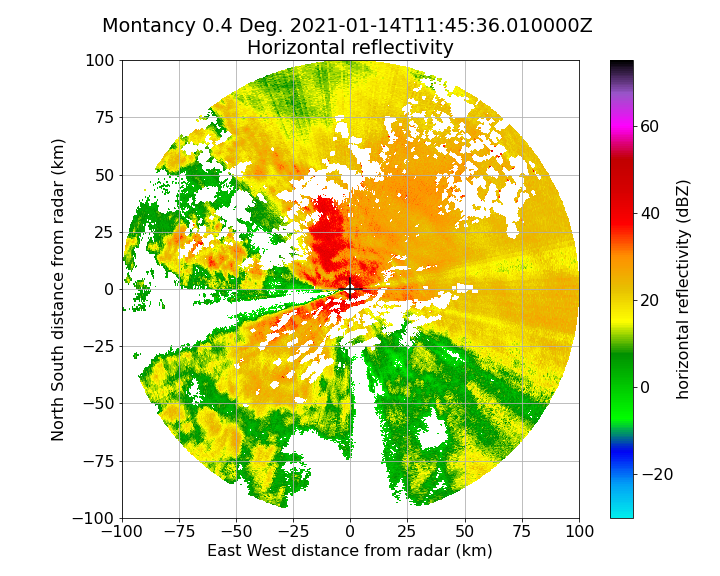 Montancy 0.4 Deg. 2021-01-14T11:45:36.010000Z
Horizontal reflectivity
100
75
50
25
0
−25
−50
−75
−100
−100 −75 −50 −25 0 25 50 75 100
East West distance from radar (km)
North South distance from radar (km)
60
40
20
0
−20
horizontal reflectivity (dBZ)